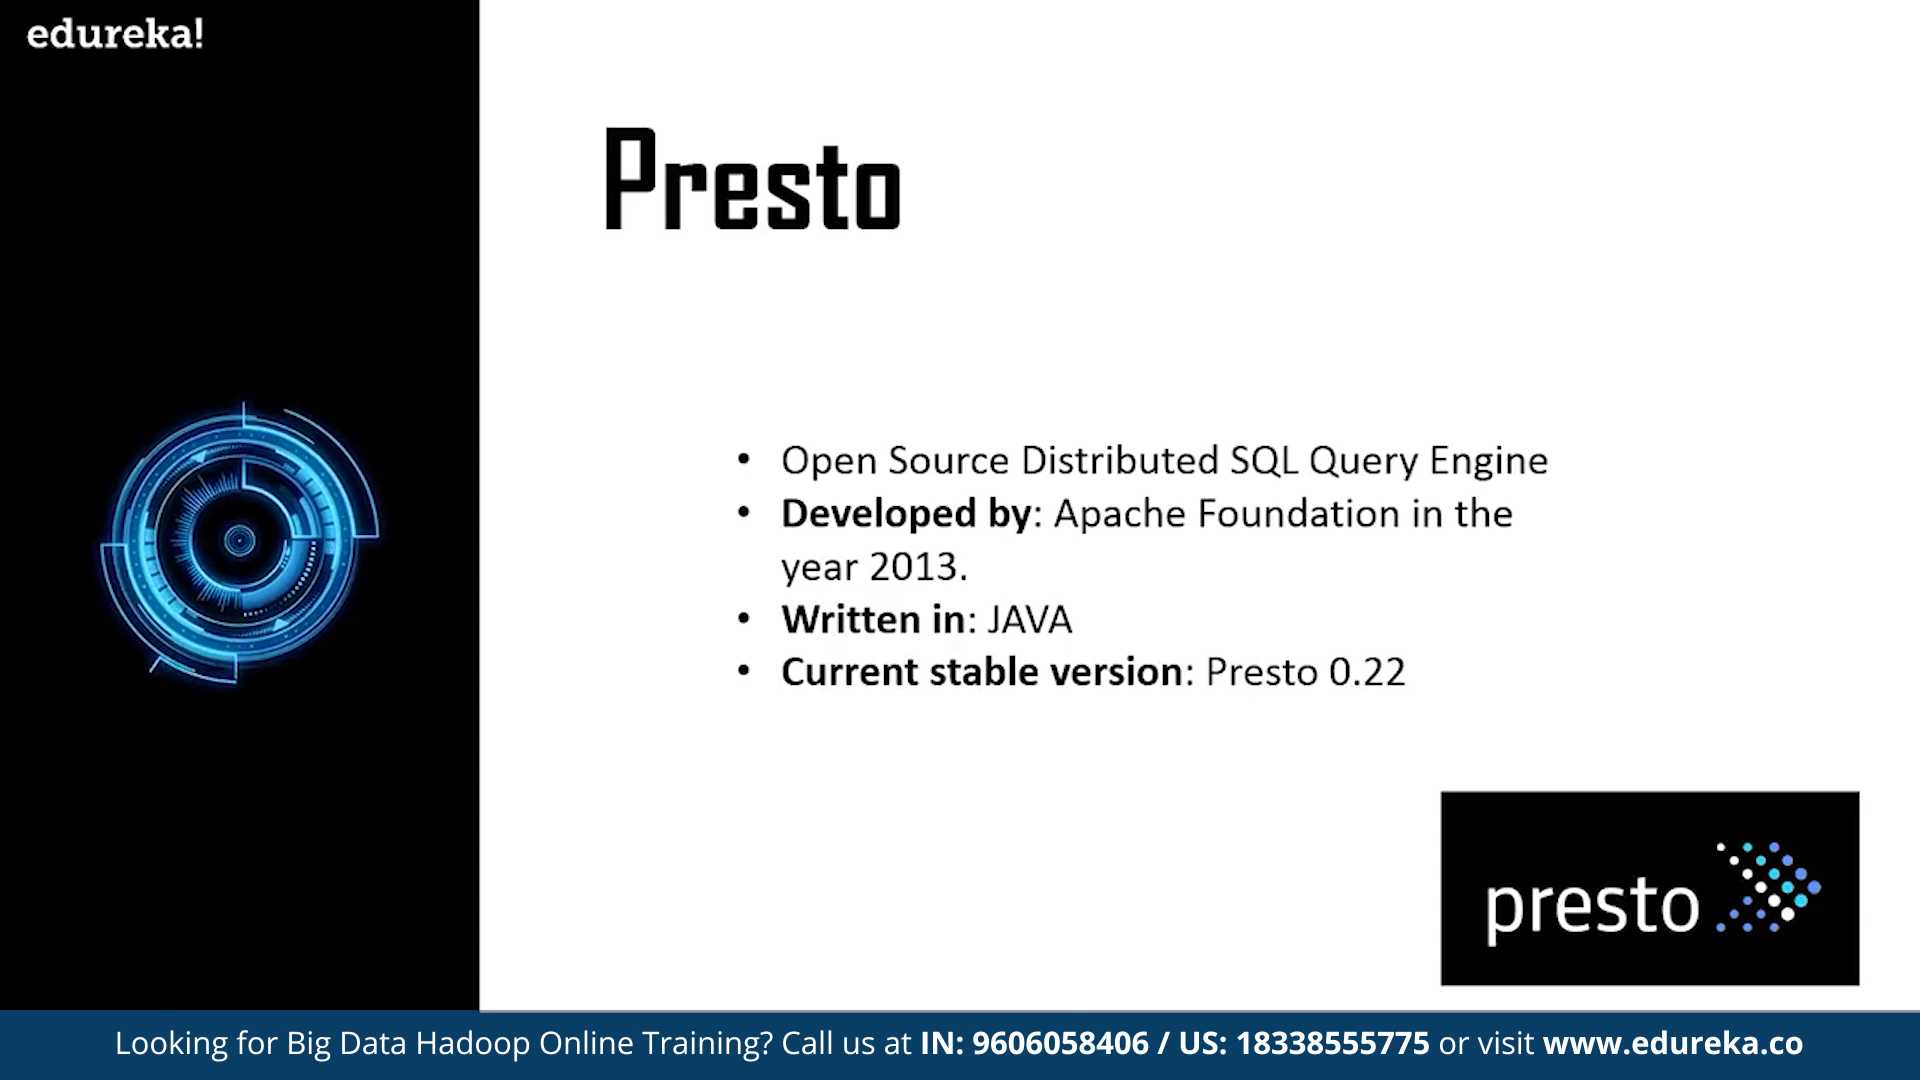 edureka!
Presto
• Open Source Distributed SQL Query Engine
• Developed by: Apache Foundation in the
year 2013.
• Written in: JAVA
• Current stable version: Presto 0.22
presto
Looking for Big Data Hadoop Online Training? Call us at IN: 9606058406 / US: 18338555775 or visit www.edureka.co